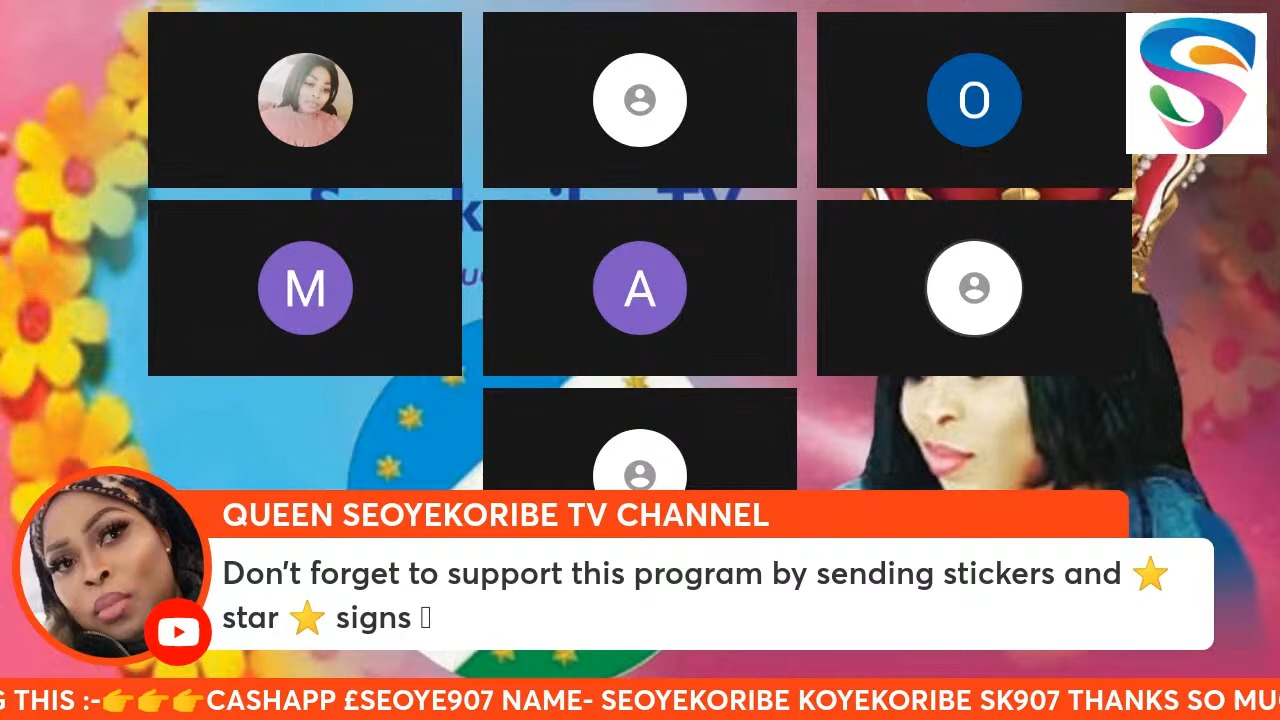 O
TV
M
A
QUEEN SEOYEKORIBE TV CHANNEL
Don't forget to support this program by sending stickers and ⭐
star ⭐ signs
THIS :-👉👉👉CASHAPP £SEOYE907 NAME- SEOYEKORIBE KOYEKORIBE SK907 THANKS SO